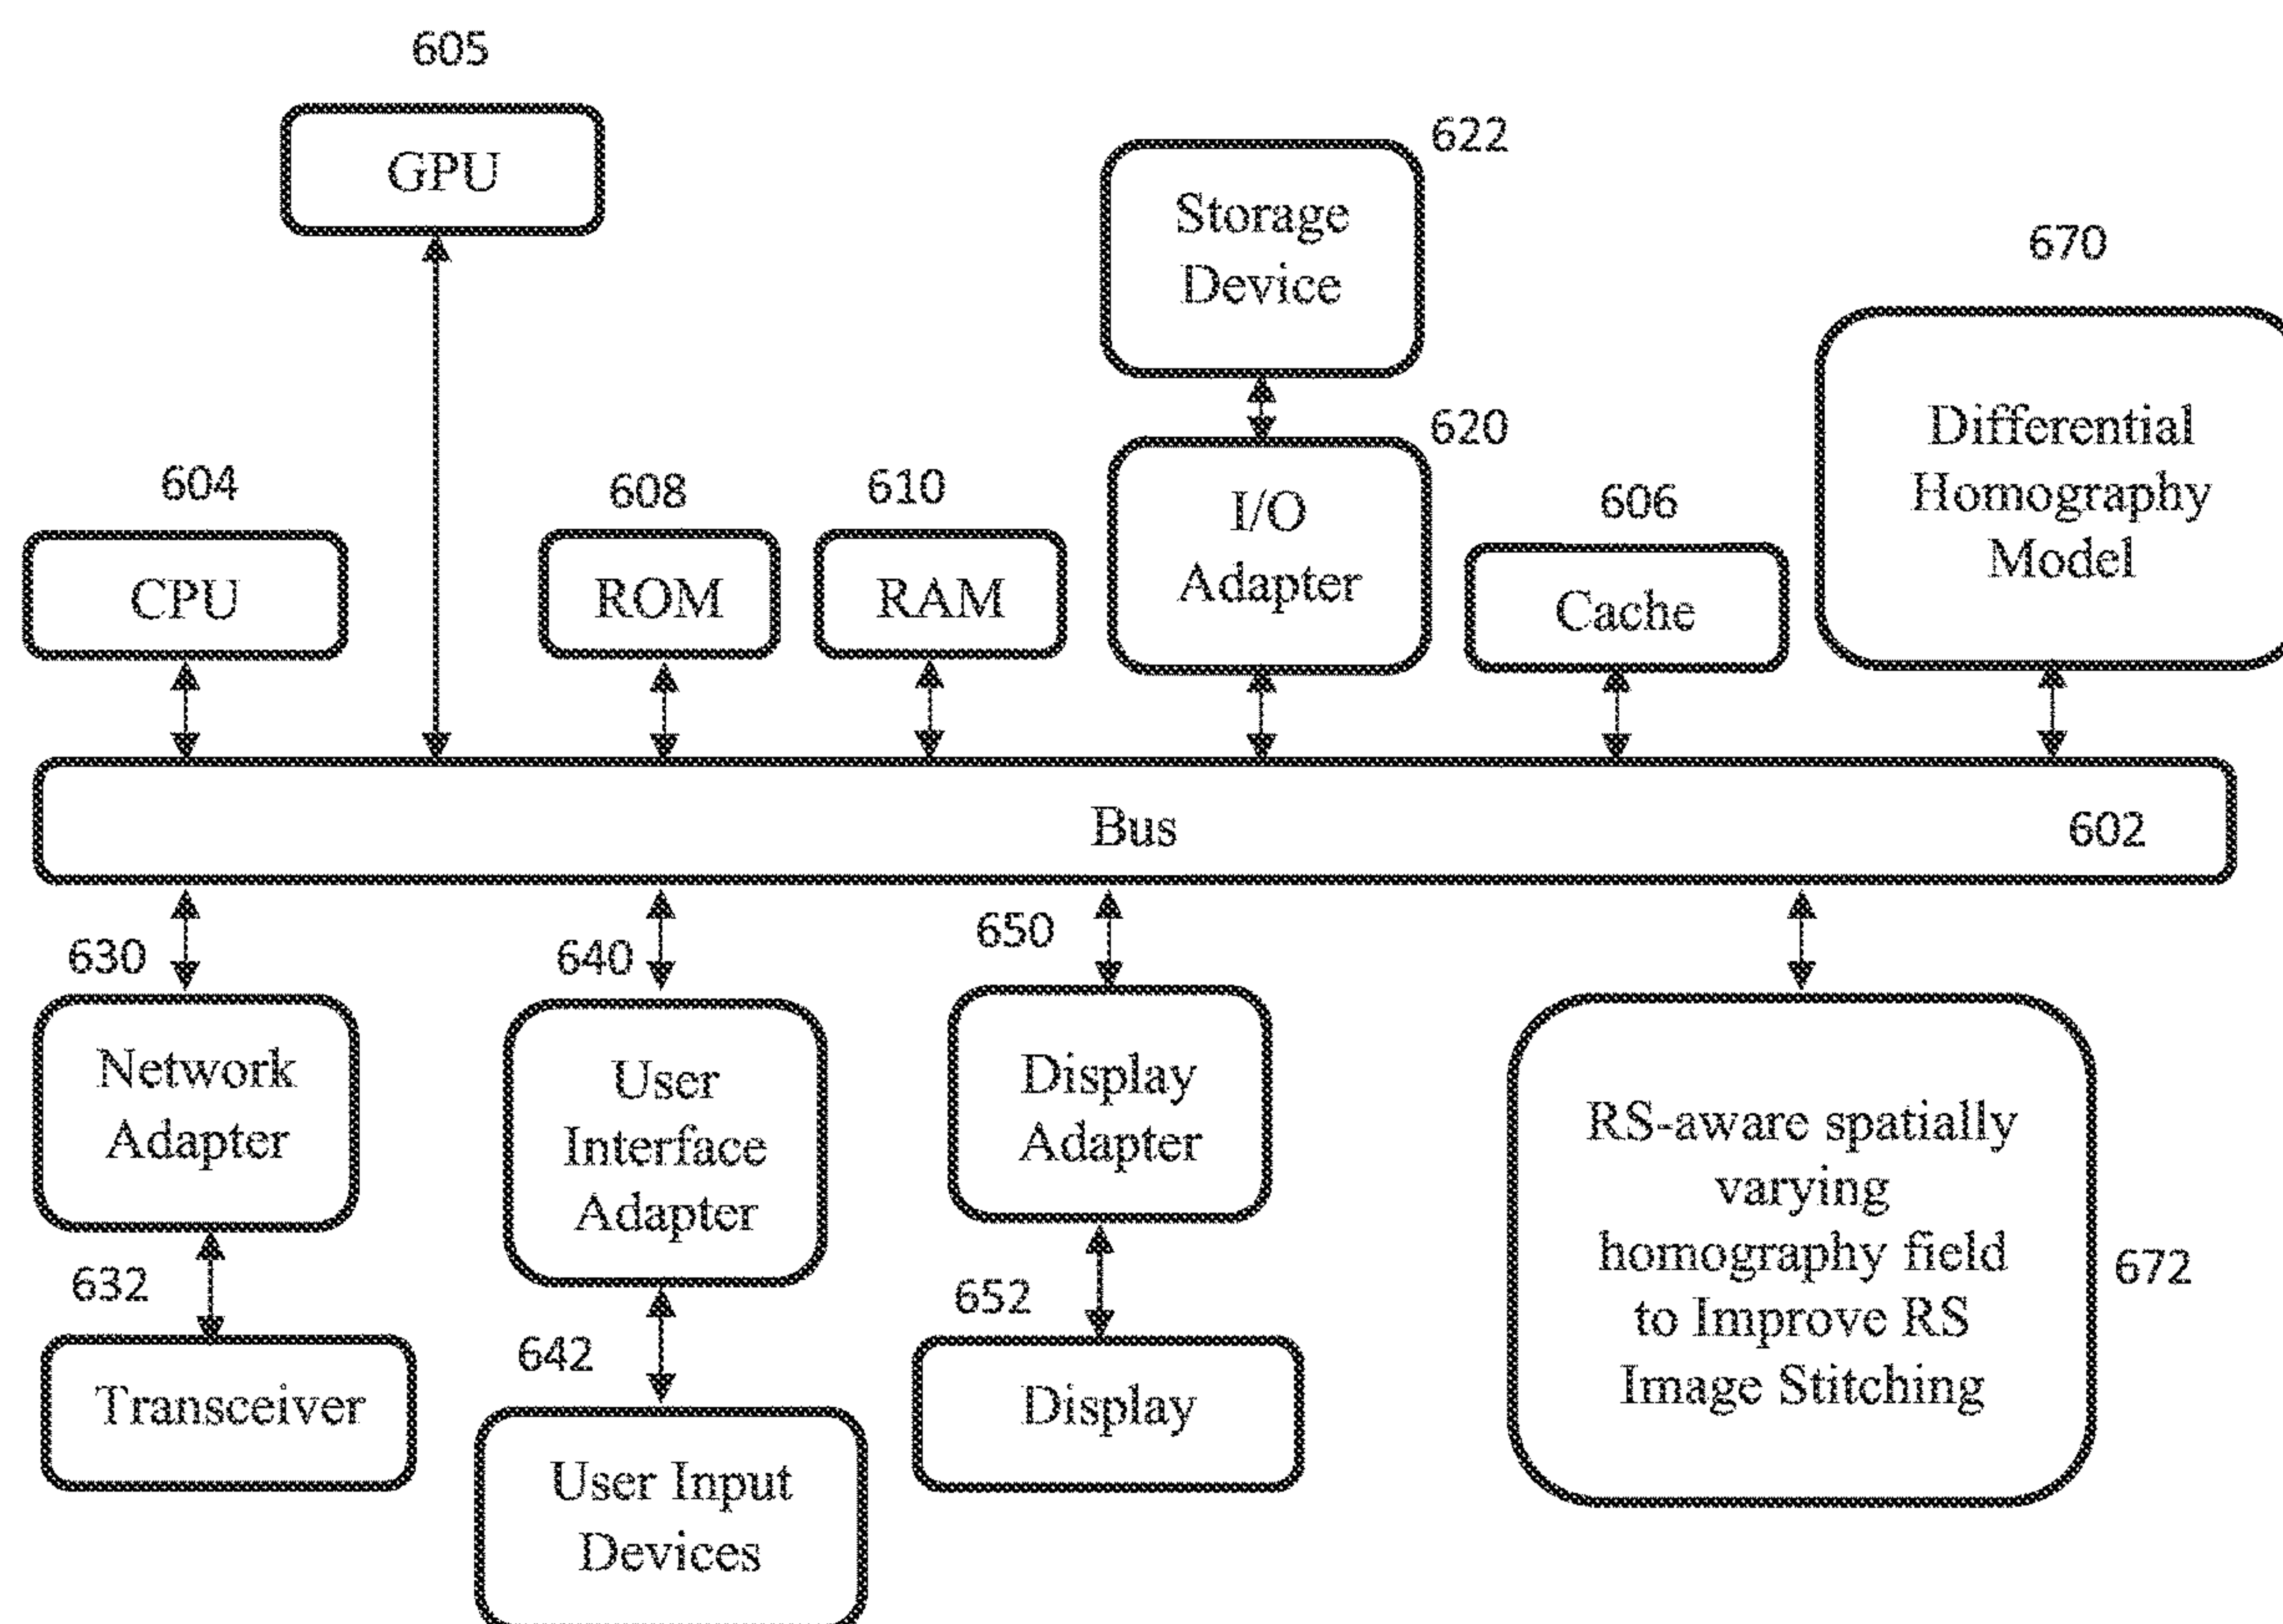 605
GPU
622
Storage
Device
670
Differential
Homography
Model
620
I/O
Adapter
604
CPU
608
ROM
610
RAM
606
Cache
Bus
602
630
Network
Adapter
632
Transceiver
640
User
Interface
Adapter
642
User Input
Devices
650
Display
Adapter
652
Display
RS-aware spatially
varying
homography field
to Improve RS
Image Stitching
672